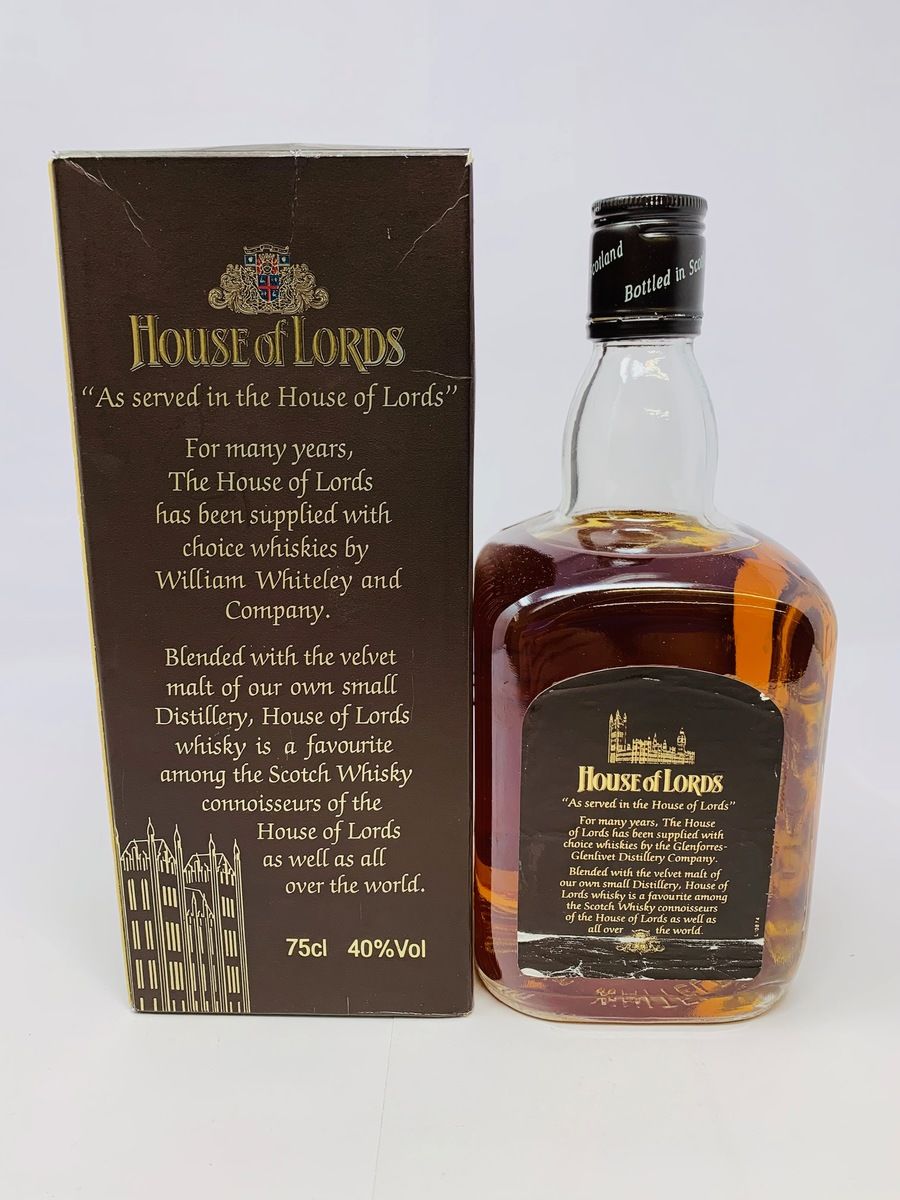 HOUSE of LORDS
"As served in the House of Lords"
For many years,
The House of Lords
has been supplied with
choice whiskies by
William Whiteley and
Company.
Blended with the velvet
malt of our own small
Distillery, House of Lords
whisky is a favourite
among the Scotch Whisky
connoisseurs of the
House of Lords
as well as all
over the world.
75cl 40%Vol
Bottled in
HOUSE of LORDS
"As served in the House of Lords"
For many years, The House
of Lords has been supplied with
choice whiskies by the Glenforres-
Glenlivet Distillery Company.
Blended with the velvet malt of
our own small Distillery, House of
Lords whisky is a favourite among
the Scotch Whisky connoisseurs
of the House of Lords as well as
all over the world.